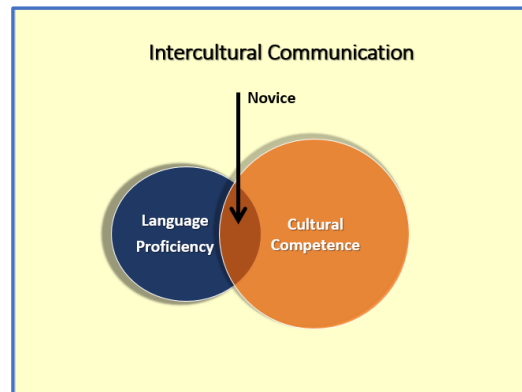 Intercultural Communication
Novice
Language
Proficiency
Cultural
Competence